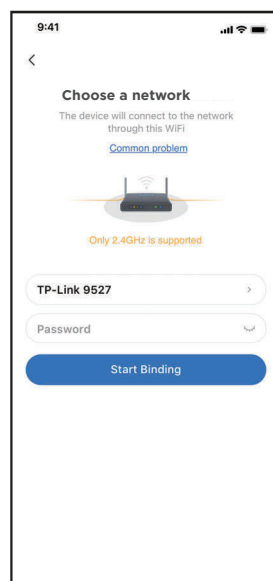 9:41
Choose a network
The device will connect to the network
through this WiFi
Common problem
Only 2.4GHz is supported
TP-Link 9527
Password
Start Binding